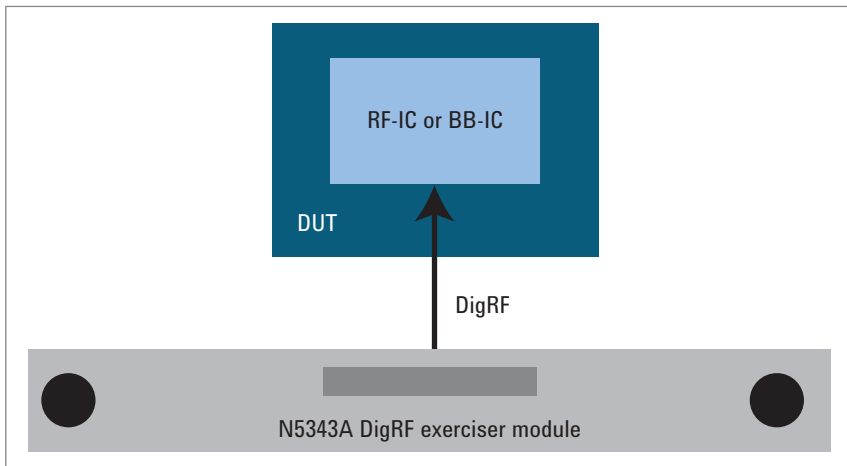 RF-IC or BB-IC
DUT
DigRF
N5343A DigRF exerciser module